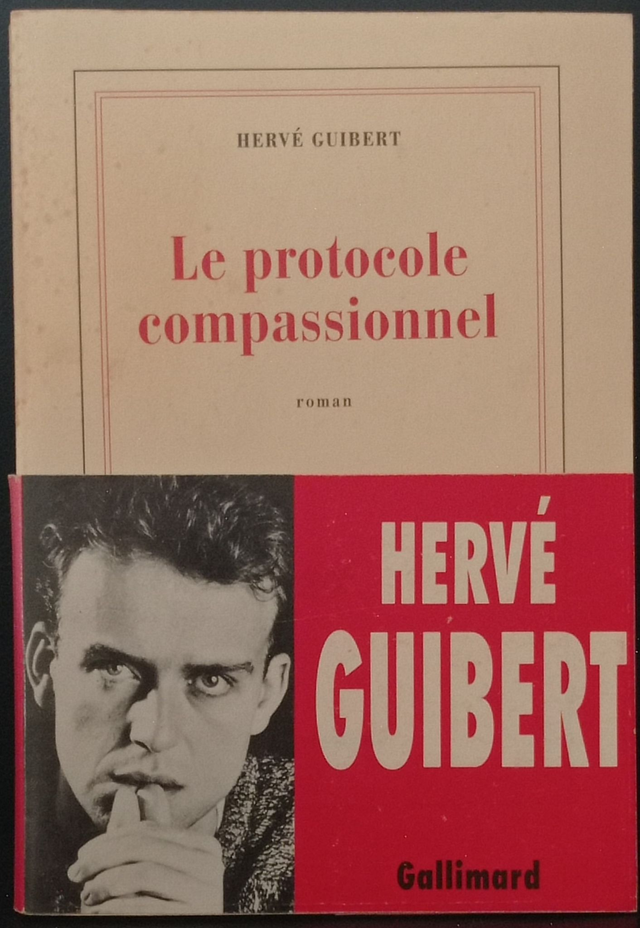 HERVÉ GUIBERT
Le protocole
compassionnel
roman
HERVÉ
GUIBERT
Gallimard